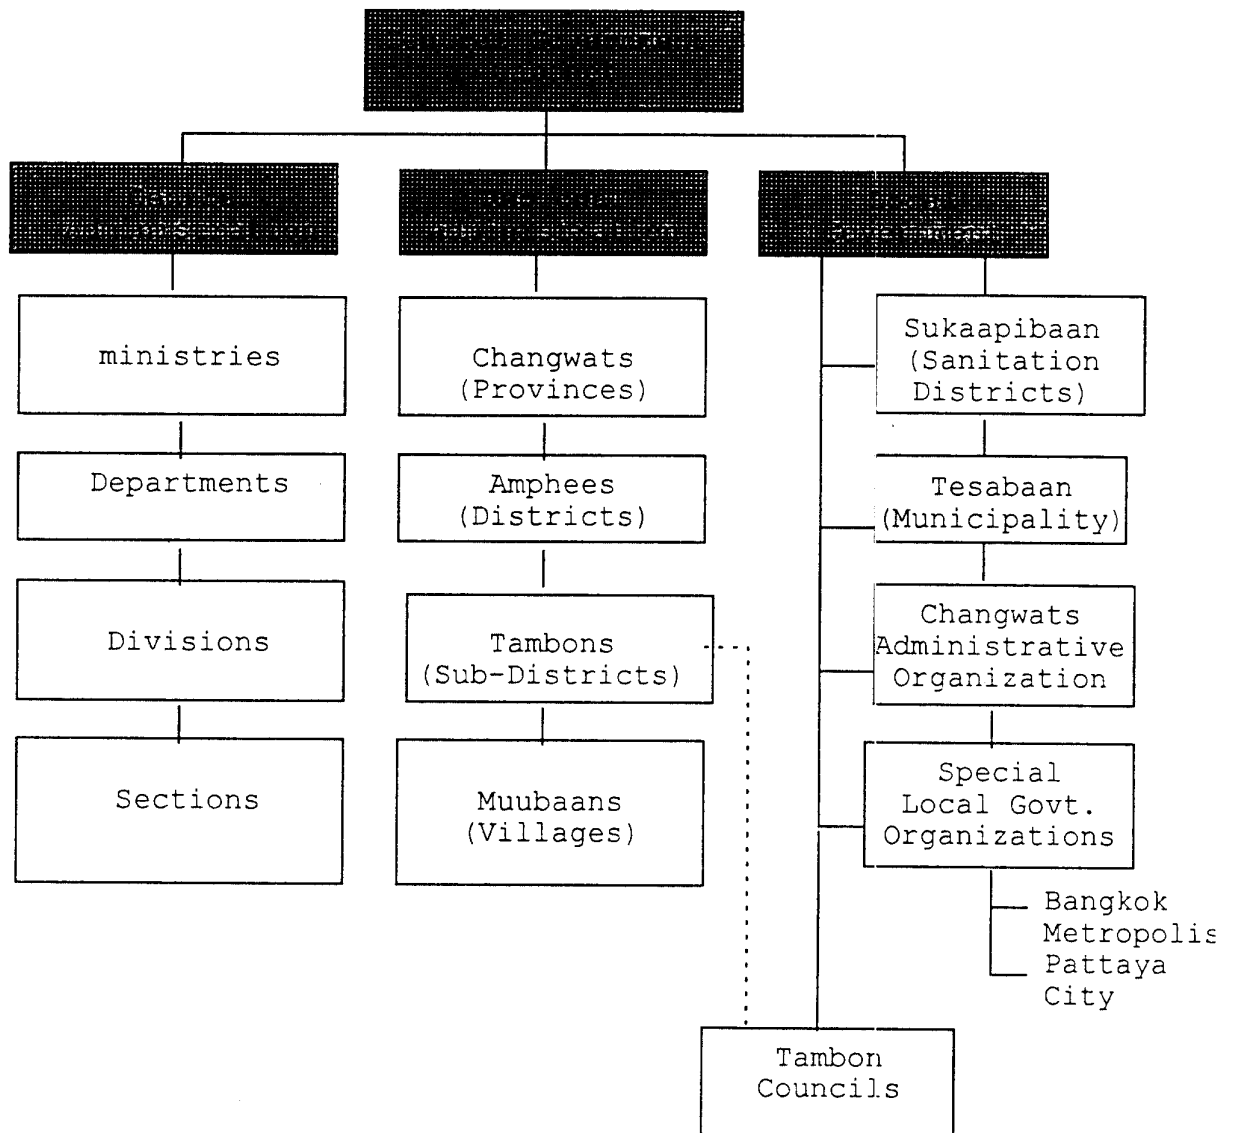 ministries
Departments
Divisions
Sections
Changwats
(Provinces)
Amphees
(Districts)
Tambons
(Sub-Districts)
Muubaans
(Villages)
Sukaapibaan
(Sanitation
Districts)
Tesabaan
(Municipality)
Changwats
Administrative
Organization
Special
Local Govt.
Organizations
Bangkok
Metropolis
Pattaya
City
Tambon
Councils